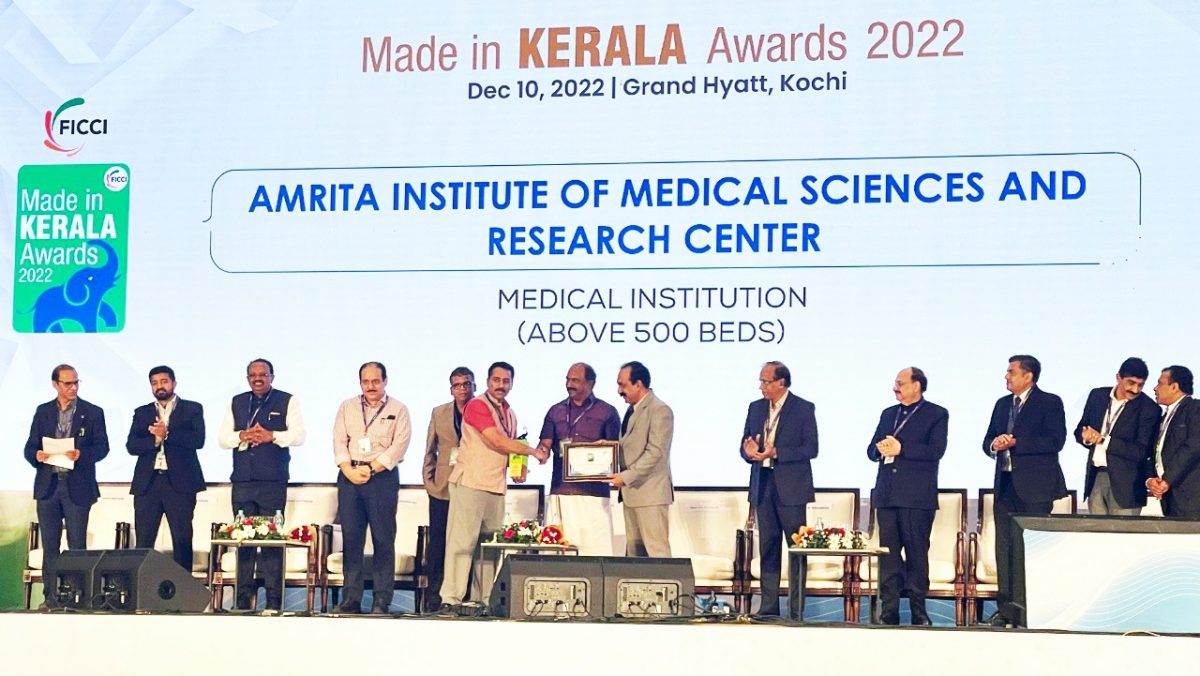 Made in KERALA Awards 2022
Dec 10, 2022 | Grand Hyatt, Kochi
FICCI
FICCI
Made in
KERALA
Awards
2022
AMRITA INSTITUTE OF MEDICAL SCIENCES AND
RESEARCH CENTER
MEDICAL INSTITUTION
(ABOVE 500 BEDS)